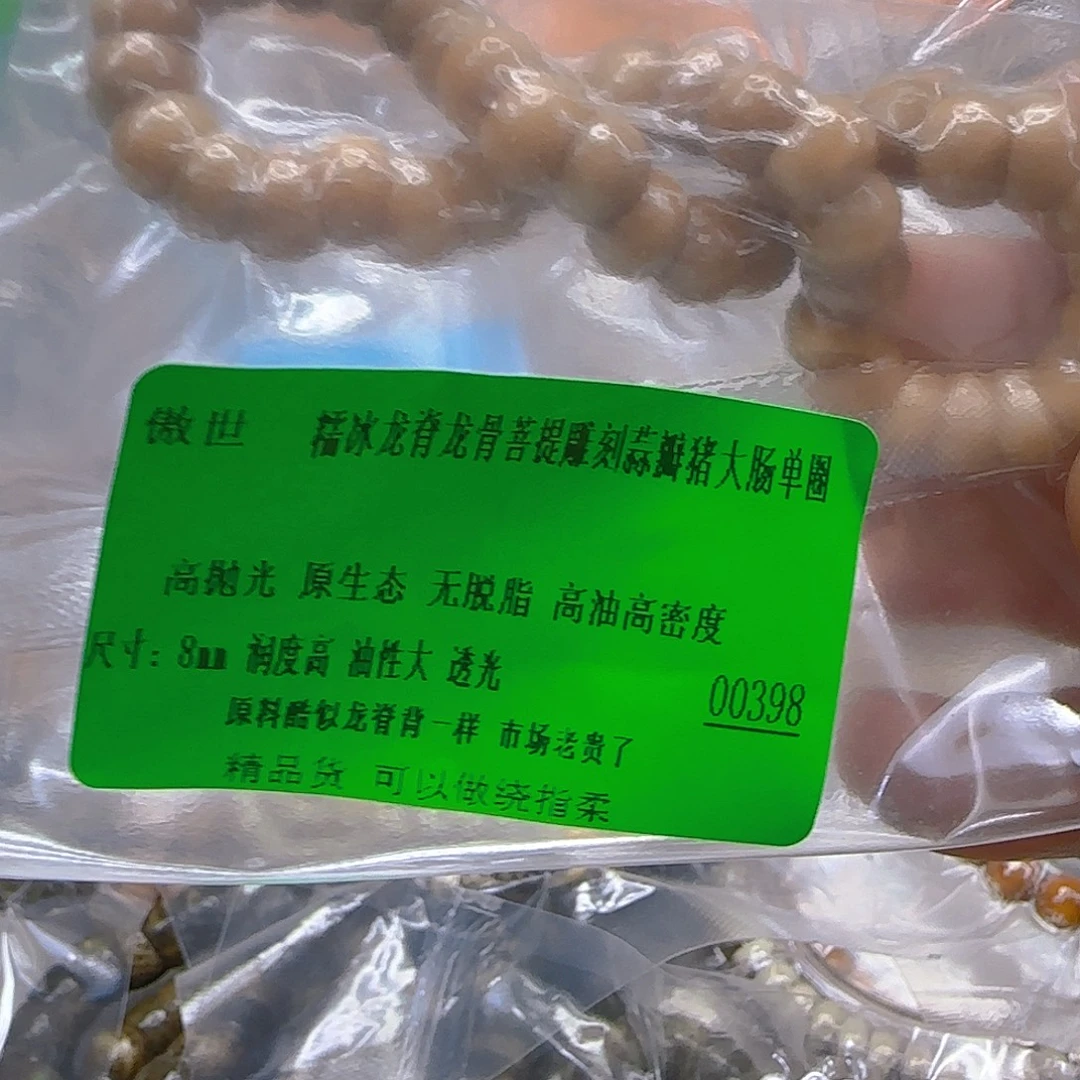 傲世 糯冰龙脊龙骨菩提雕刻蒜瓣猪大肠单圈
高抛光 原生态 无脱脂 高油高密度
尺寸：8mm 润度高 油性大 透光
00398
原料酷似龙脊背一样 市场老贵了
精品货 可以做绕指柔